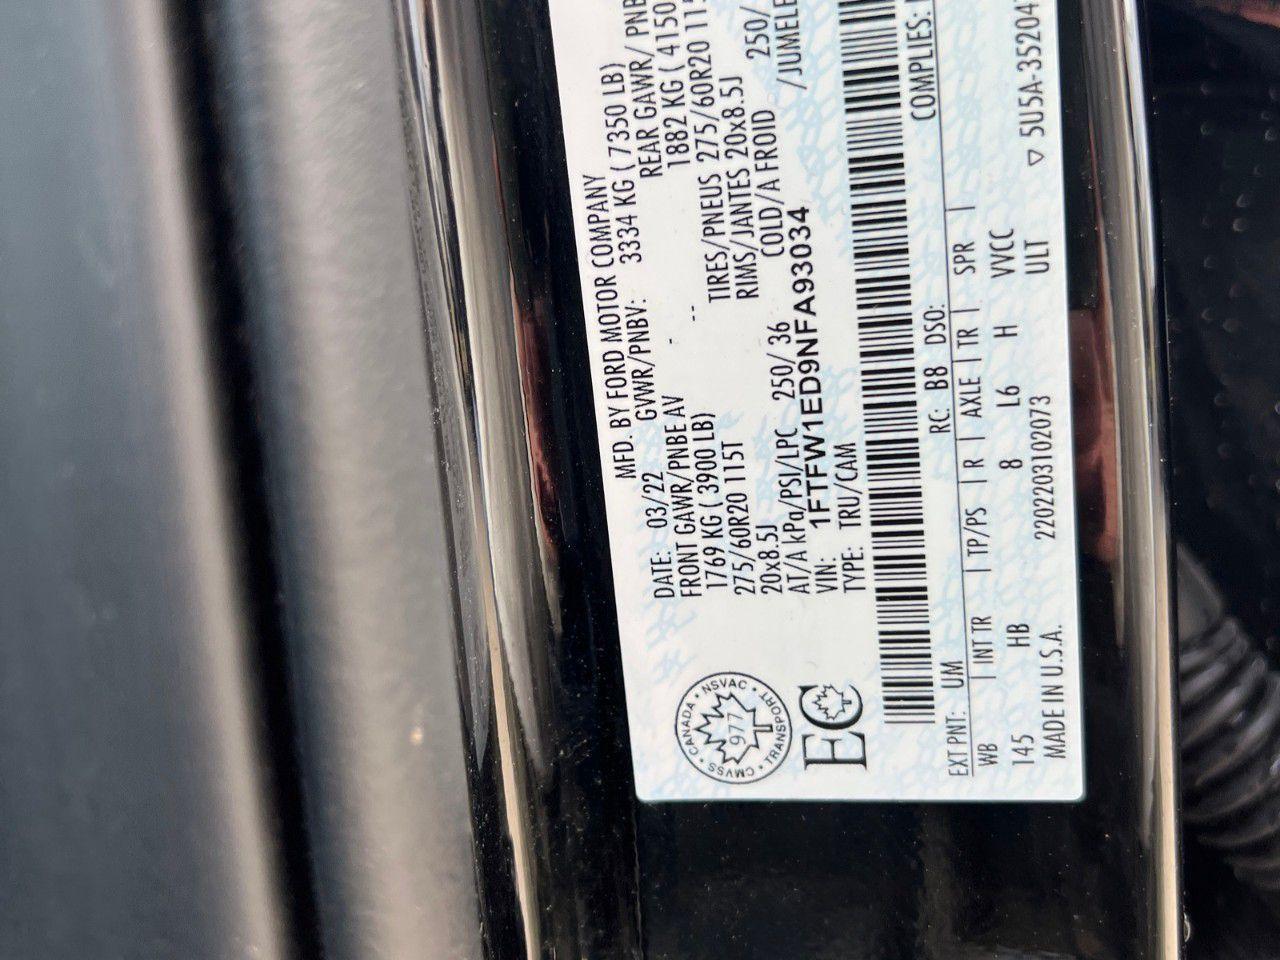 MFD. BY FORD MOTOR COMPANY
DATE: 03/22 GVWR/PNBV: 3334 KG ( 7350 LB)
FRONT GAWR/PNBE AV REAR GAWR/
1769 KG ( 3900 LB) - -- 1882 KG ( 4150
275/60R20 115T TIRES/PNEUS 275/60R20
20x8.5J RIMS/JANTES 20x8.5J
AT/A kPa/PSI/LPC 250/ 36 COLD/A FROID 250/
VIN: 1FTFW1ED9NFA93034 /JUMELE
TYPE: TRU/CAM
CANADA • NSVAC • TRANSPORT • CMVSS •
977
EC
COMPLIES:
RC: B8 DSO:
EXT PNT: UM
WB | INT TR | TP/PS | R | AXLE | TR | SPR |
145 HB 8 L6 H VVCC
MADE IN U.S.A. 2202203102073 ULT ▽ 5U5A-35204